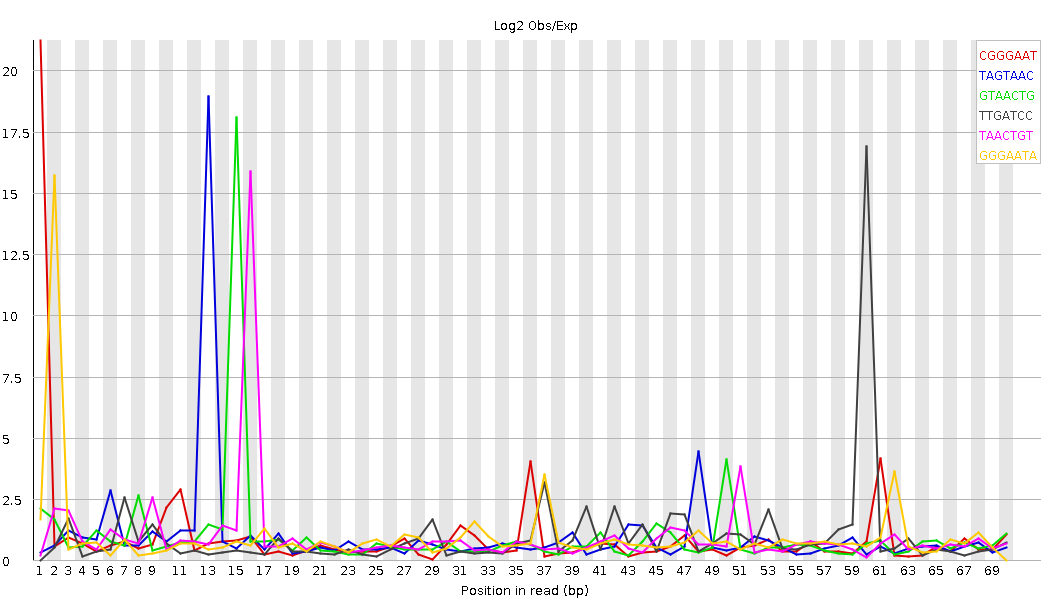 Log2 Obs/Exp
CGGGAAT
TAGTAAC
GTAACTG
TTGATCC
TAACTGT
GGGAATA
20
17.5
15
12.5
10
7.5
5
2.5
0
1 2 3 4 5 6 7 8 9 11 13 15 17 19 21 23 25 27 29 31 33 35 37 39 41 43 45 47 49 51 53 55 57 59 61 63 65 67 69
Position in read (bp)